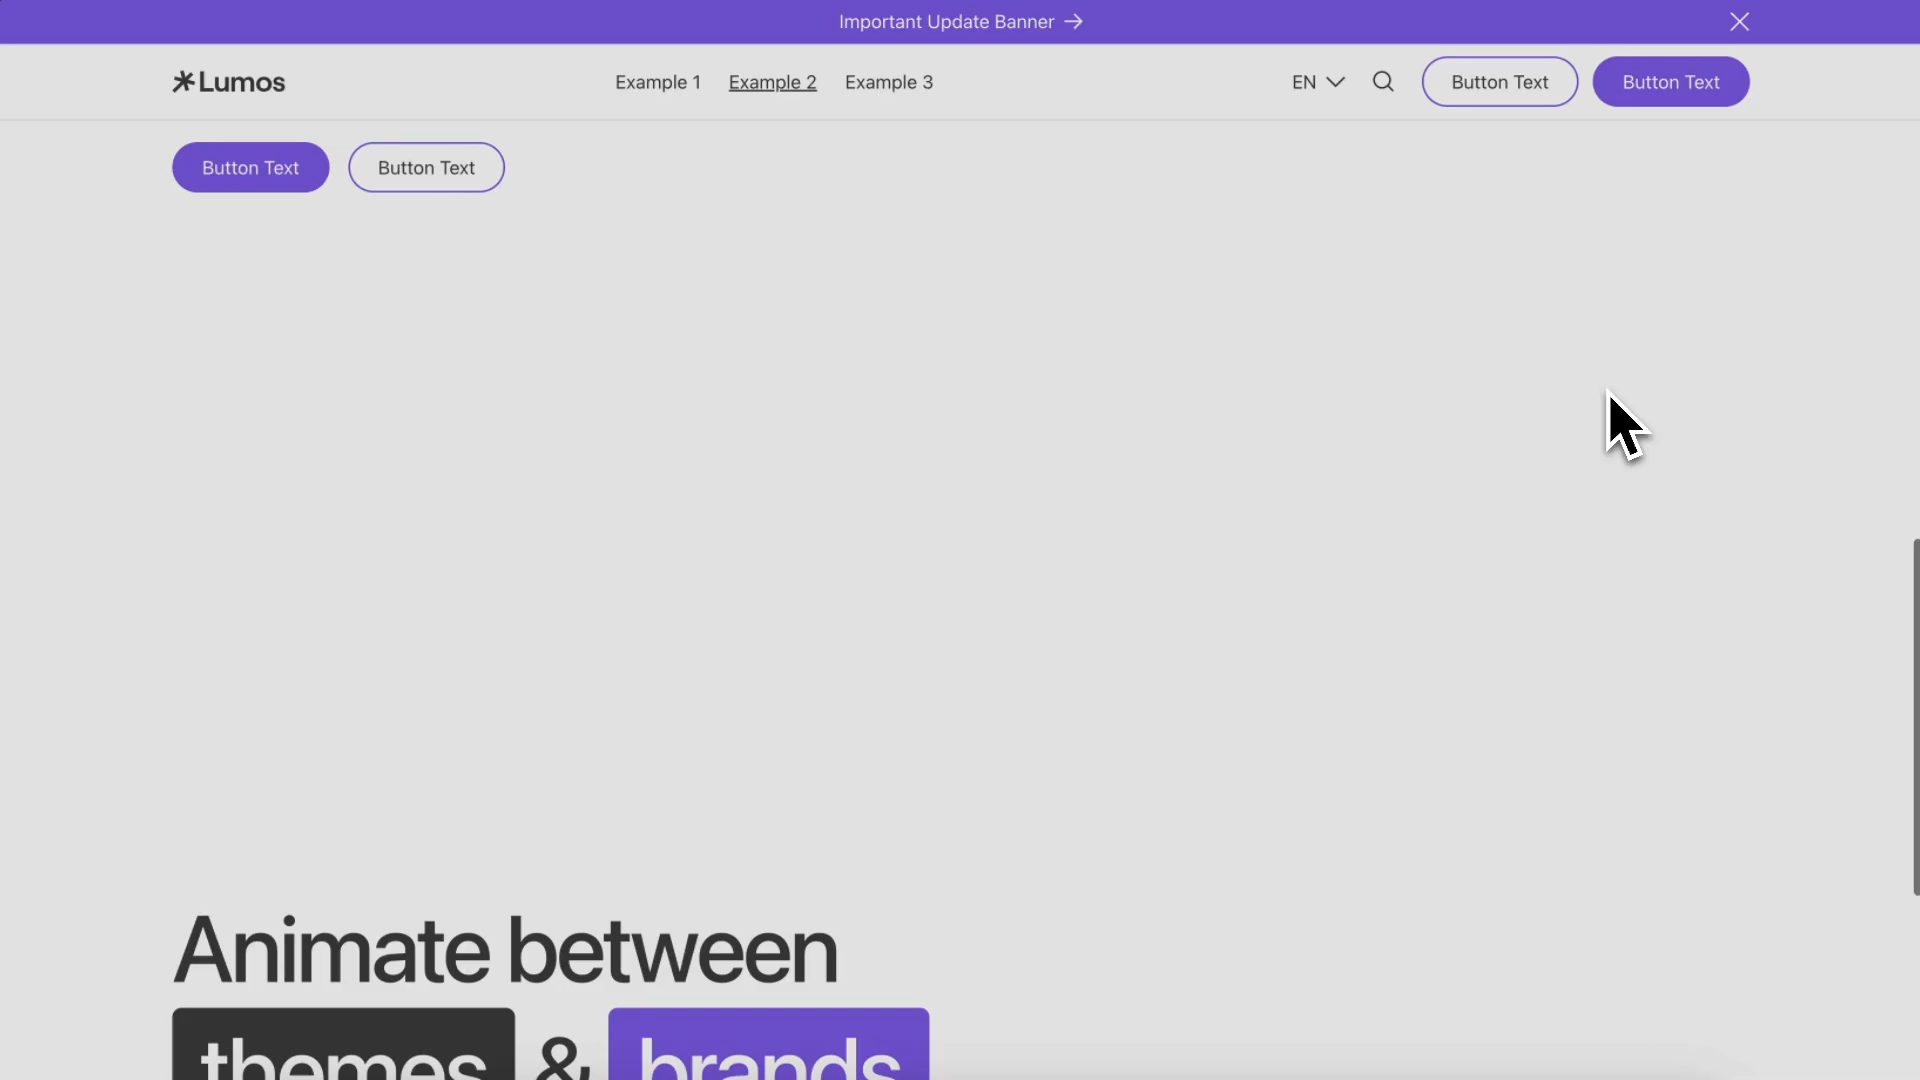 Important Update Banner →
Lumos
Example 1 Example 2 Example 3
EN
Button Text Button Text
Button Text Button Text
Animate between
themes & brands